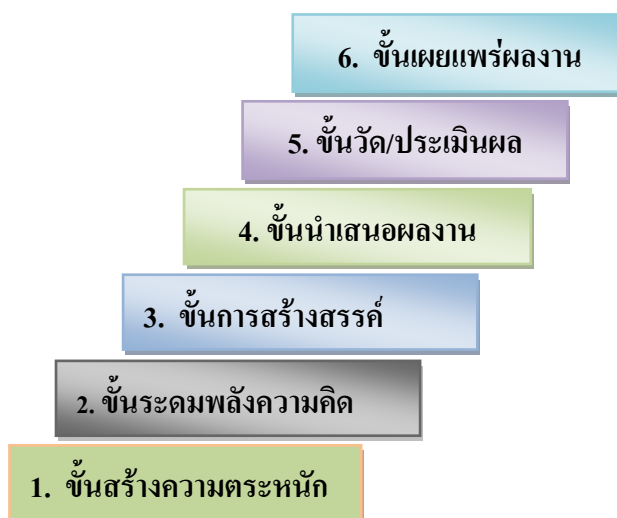 6. ขั้นเผยแพร่ผลงาน
5. ขั้นวัด/ประเมินผล
4. ขั้นนำเสนอผลงาน
3. ขั้นการสร้างสรรค์
2. ขั้นระดมพลังความคิด
1. ขั้นสร้างความตระหนัก